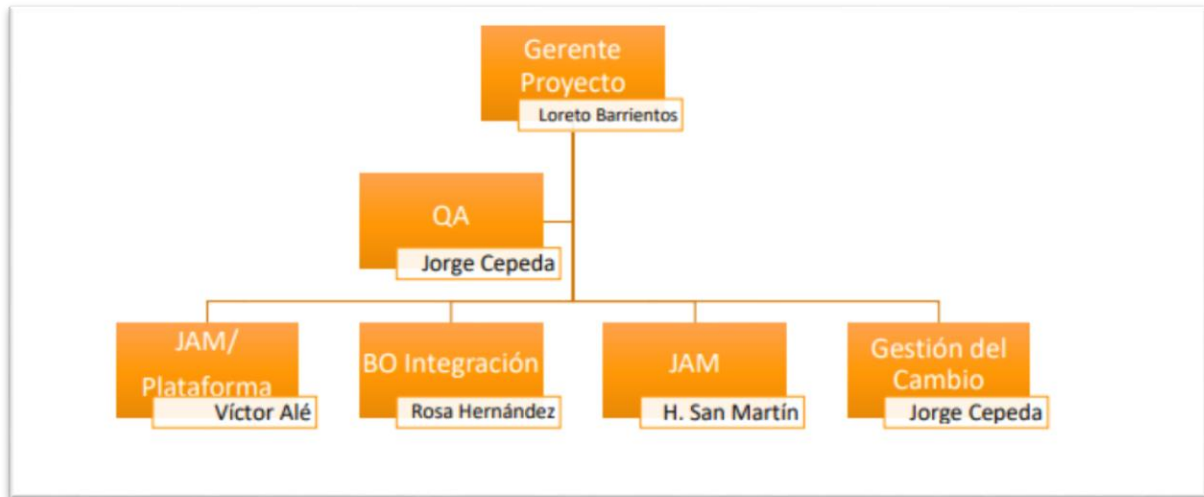 Gerente
Proyecto
Loreto Barrientos
QA
Jorge Cepeda
JAM/
Plataforma
Víctor Alé
BO Integración
Rosa Hernández
JAM
H. San Martín
Gestión del
Cambio
Jorge Cepeda